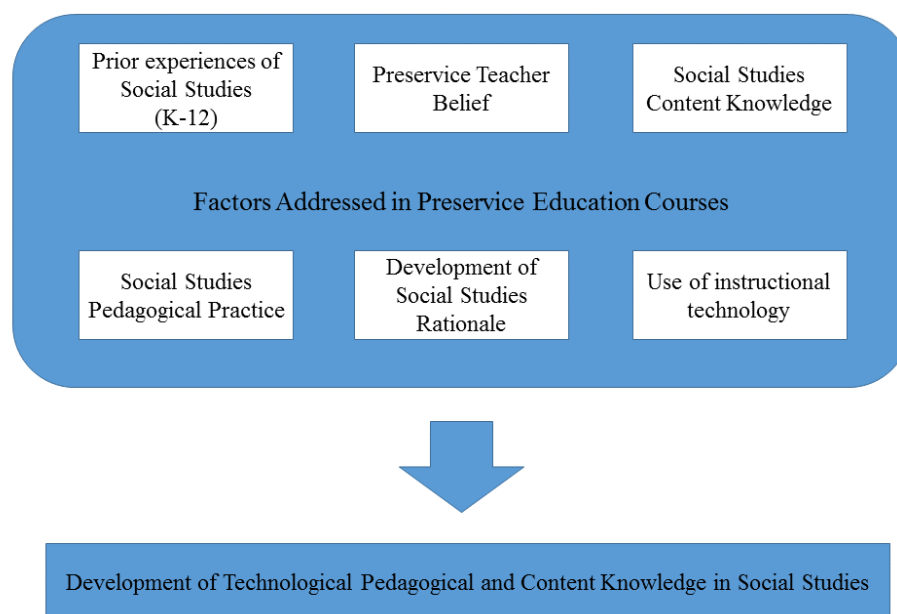 Prior experiences of
Social Studies
(K-12)
Preservice Teacher
Belief
Social Studies
Content Knowledge
Factors Addressed in Preservice Education Courses
Social Studies
Pedagogical Practice
Development of
Social Studies
Rationale
Use of instructional
technology
Development of Technological Pedagogical and Content Knowledge in Social Studies